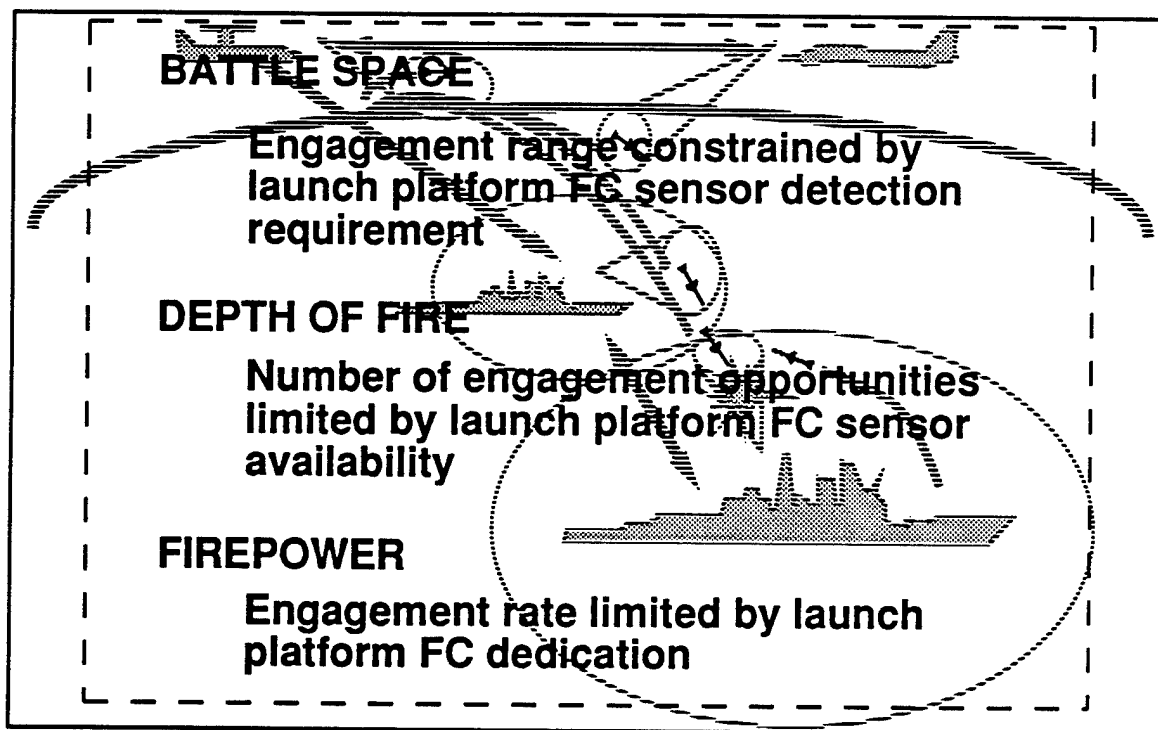 BATTLE SPACE
Engagement range constrained by
launch platform FC sensor detection
requirement
DEPTH OF FIRE
Number of engagement opportunities
limited by launch platform FC sensor
availability
FIREPOWER
Engagement rate limited by launch
platform FC dedication